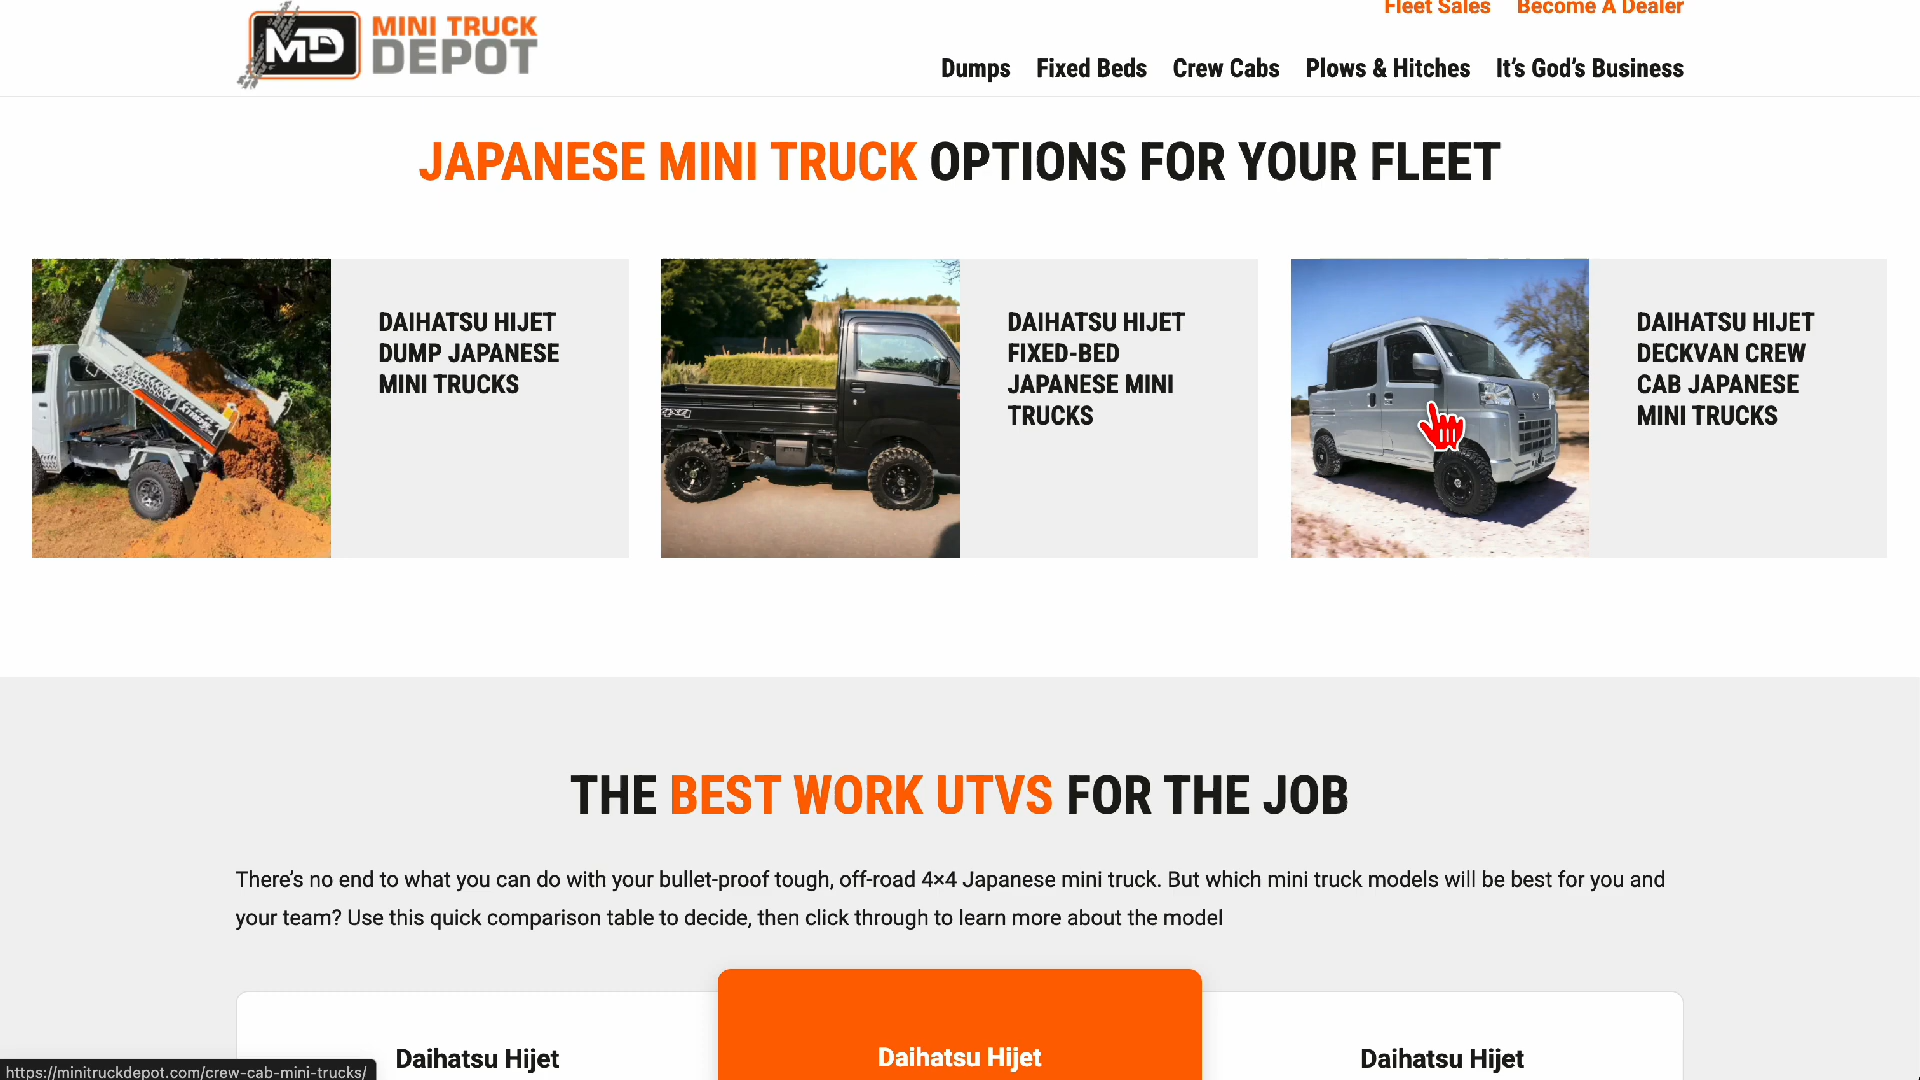 Fleet Sales Become A Dealer
MD MINI TRUCK
DEPOT
Dumps Fixed Beds Crew Cabs Plows & Hitches It's God's Business
JAPANESE MINI TRUCK OPTIONS FOR YOUR FLEET
DAIHATSU HIJET
DUMP JAPANESE
MINI TRUCKS
DAIHATSU HIJET
FIXED-BED
JAPANESE MINI
TRUCKS
DAIHATSU HIJET
DECKVAN CREW
CAB JAPANESE
MINI TRUCKS
THE BEST WORK UTVS FOR THE JOB
There's no end to what you can do with your bullet-proof tough, off-road 4×4 Japanese mini truck. But which mini truck models will be best for you and
your team? Use this quick comparison table to decide, then click through to learn more about the model
Daihatsu Hijet
Daihatsu Hijet
Daihatsu Hijet
https://minitruckdepot.com/crew-cab-mini-trucks/